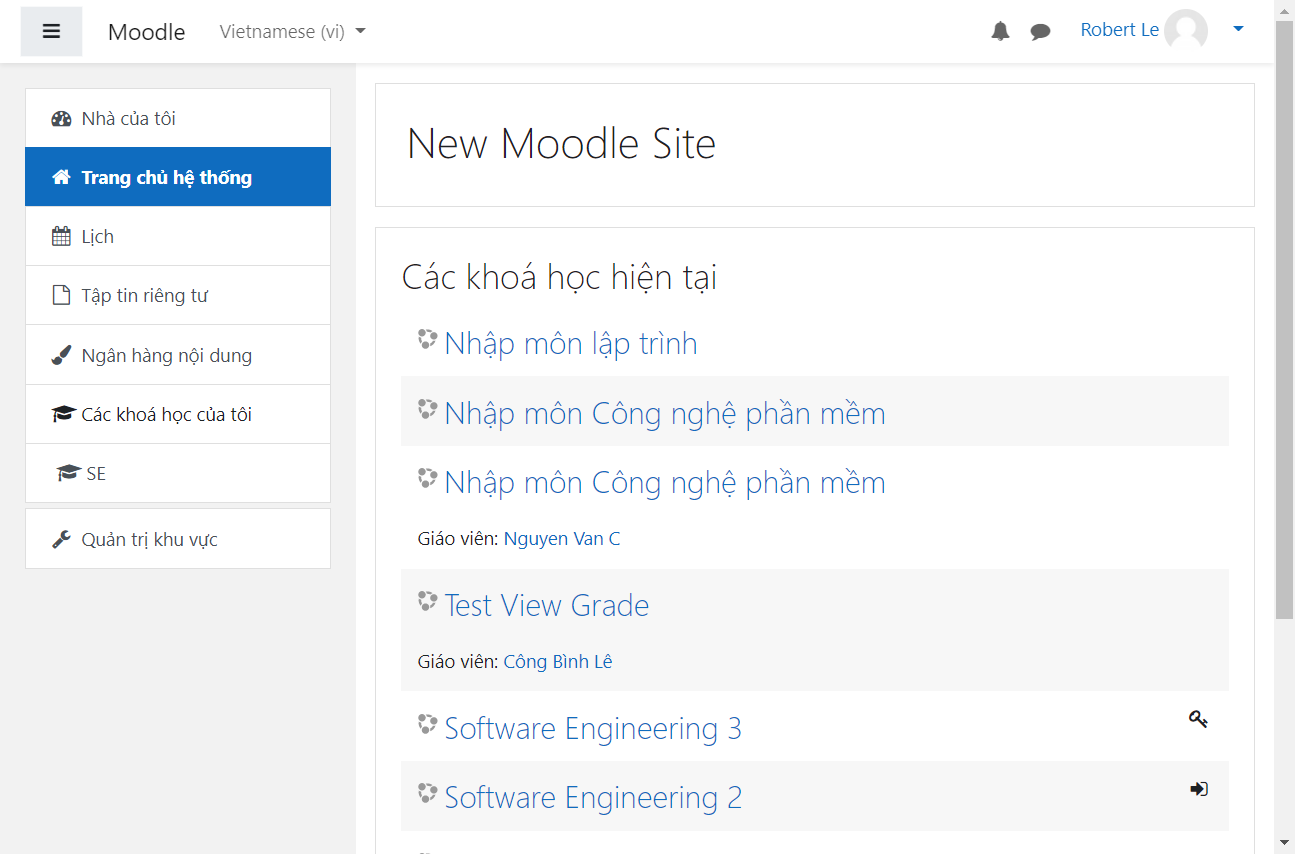 Moodle Vietnamese (vi) Robert Le
Nhà của tôi
Trang chủ hệ thống
Lịch
Tập tin riêng tư
Ngân hàng nội dung
Các khoá học của tôi
SE
Quản trị khu vực
New Moodle Site
Các khoá học hiện tại
Nhập môn lập trình
Nhập môn Công nghệ phần mềm
Nhập môn Công nghệ phần mềm
Giáo viên: Nguyen Van C
Test View Grade
Giáo viên: Công Bình Lê
Software Engineering 3
Software Engineering 2